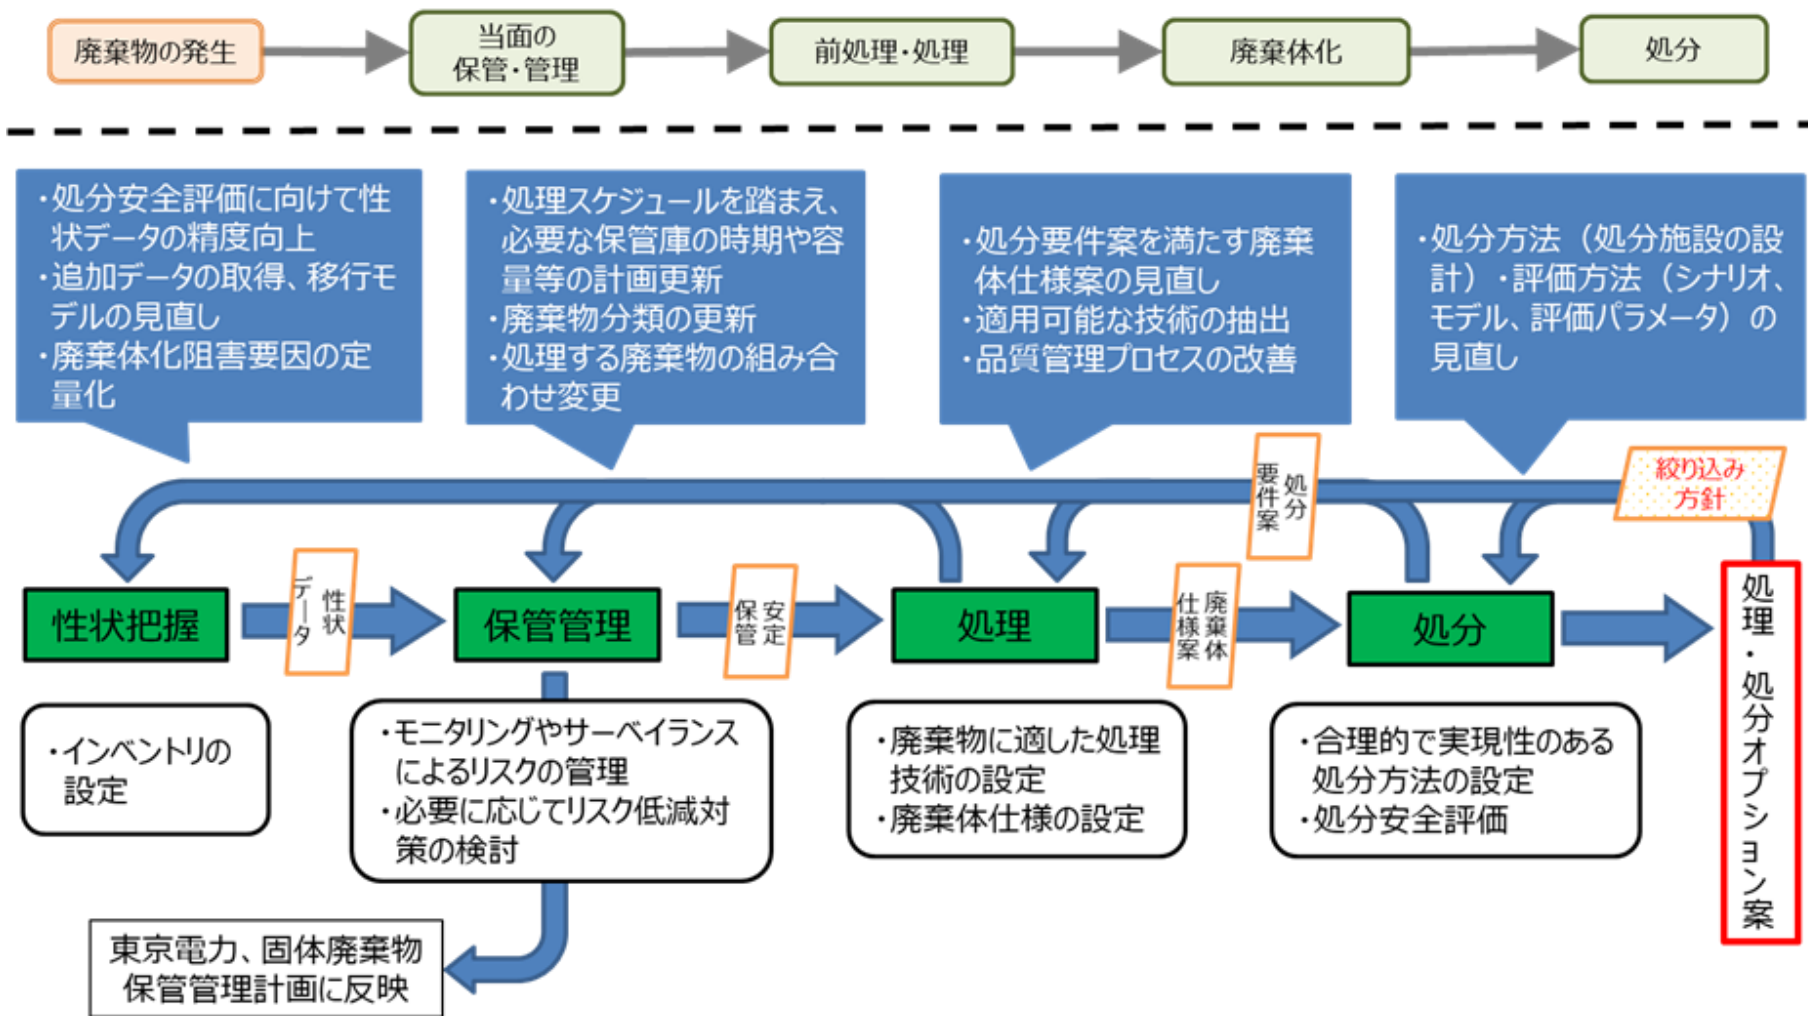 廃棄物の発生
当面の
保管・管理
前処理・処理
廃棄体化
処分
・処分安全評価に向けて性
状データの精度向上
・追加データの取得、移行モ
デルの見直し
・廃棄体化阻害要因の定
量化
・処理スケジュールを踏まえ、
必要な保管庫の時期や容
量等の計画更新
・廃棄物分類の更新
・処理する廃棄物の組み合
わせ変更
・処分要件案を満たす廃棄
体仕様案の見直し
・適用可能な技術の抽出
・品質管理プロセスの改善
・処分方法（処分施設の設
計）・評価方法（シナリオ、
モデル、評価パラメータ）の
見直し
処分
要件案
絞り込み
方針
性状把握
性状
データ
保管管理
安定
保管
処理
廃棄体
仕様案
処分
処理・処分オプション案
・インベントリの
設定
・モニタリングやサーベイランス
によるリスクの管理
・必要に応じてリスク低減対
策の検討
・廃棄物に適した処理
技術の設定
・廃棄体仕様の設定
・合理的で実現性のある
処分方法の設定
・処分安全評価
東京電力、固体廃棄物
保管管理計画に反映